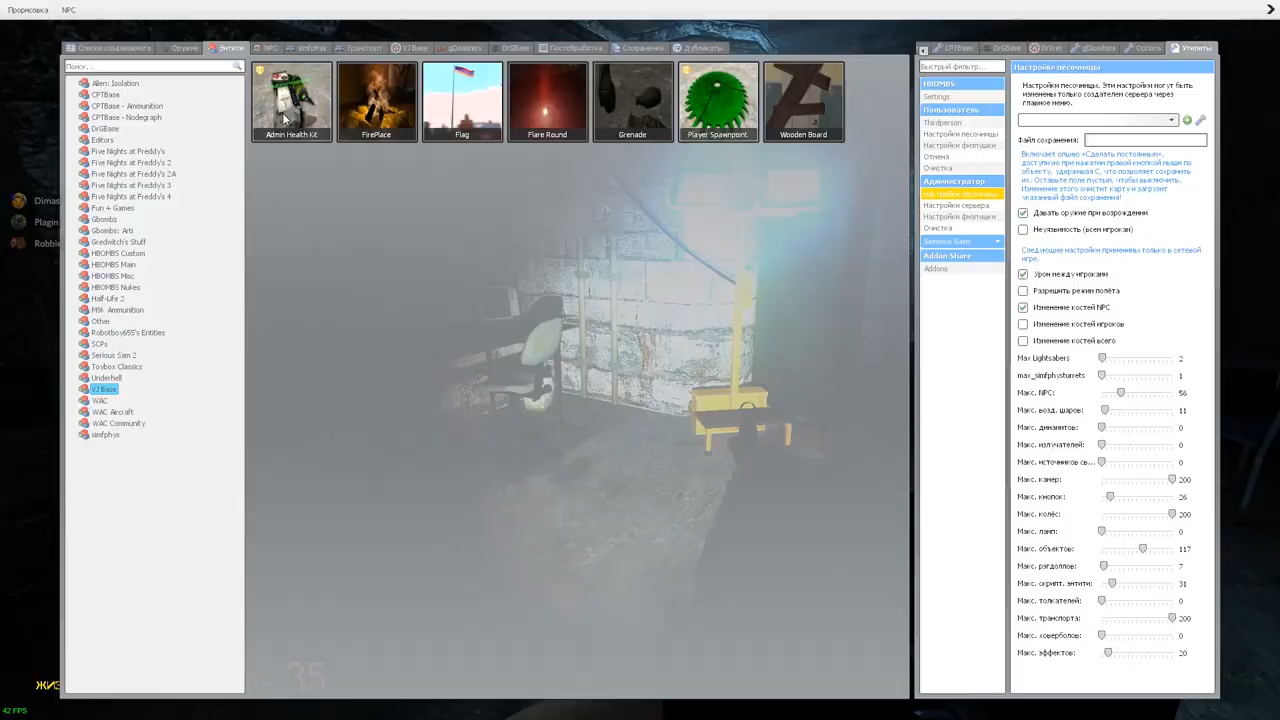 Прорисовка NPC
Списки создаваемого Оружие Энтити NPC simfphys Транспорт VJ Base gDisasters DrGBase Постобработка Сохранения Дубликаты
Поиск...
Alien: Isolation
CPTBase
CPTBase - Ammunition
CPTBase - Nodegraph
DrGBase
Editors
Five Nights at Freddy's
Five Nights at Freddy's 2
Five Nights at Freddy's 2A
Five Nights at Freddy's 3
Five Nights at Freddy's 4
Fun + Games
Gbombs
Gbombs: Arti
Gredwitch's Stuff
HBOMBS Custom
HBOMBS Main
HBOMBS Misc
HBOMBS Nukes
Half-Life 2
M9K Ammunition
Other
Robotboy655's Entities
SCPs
Serious Sam 2
Toybox Classics
Underhell
VJ Base
WAC
WAC Aircraft
WAC Community
simfphys
Admin Health Kit
FirePlace
Flag
Flare Round
Grenade
Player Spawnpoint
Wooden Board
Dimas
Plagin
Robbie
35
42 FPS
CPTBase DrGBase DrVrej gDisasters Options Утилиты
Быстрый фильтр...
HBOMBS
Settings
Пользователь
Thirdperson
Настройки песочницы
Настройки физпушки
Отмена
Очистка
Администратор
Настройки песочницы
Настройки сервера
Настройки физпушки
Очистка
Serious Sam
Addon Share
Addons
Настройки песочницы
Настройки песочницы. Эти настройки могут быть
изменены только создателем сервера через
главное меню.
Файл сохранения:
Включает опцию «Сделать постоянным»,
доступную при нажатии правой кнопкой мыши по
объекту, удерживая C, что позволяет сохранить
их. Оставьте поле пустым, чтобы выключить.
Изменение этого очистит карту и загрузит
указанный файл сохранения!
Давать оружие при возрождении
Неуязвимость (всем игрокам)
Следующие настройки применимы только в сетевой
игре.
Урон между игроками
Разрешить режим полёта
Изменение костей NPC
Изменение костей игроков
Изменение костей всего
Max Lightsabers 2
max_simfphysturrets 1
Макс. NPC: 56
Макс. возд. шаров: 11
Макс. динамитов: 0
Макс. излучателей: 0
Макс. источников св... 0
Макс. камер: 200
Макс. кнопок: 26
Макс. колёс: 200
Макс. ламп: 0
Макс. объектов: 117
Макс. рэгдоллов: 7
Макс. скрипт. энтити: 31
Макс. толкателей: 0
Макс. транспорта: 200
Макс. ховерболов: 0
Макс. эффектов: 20